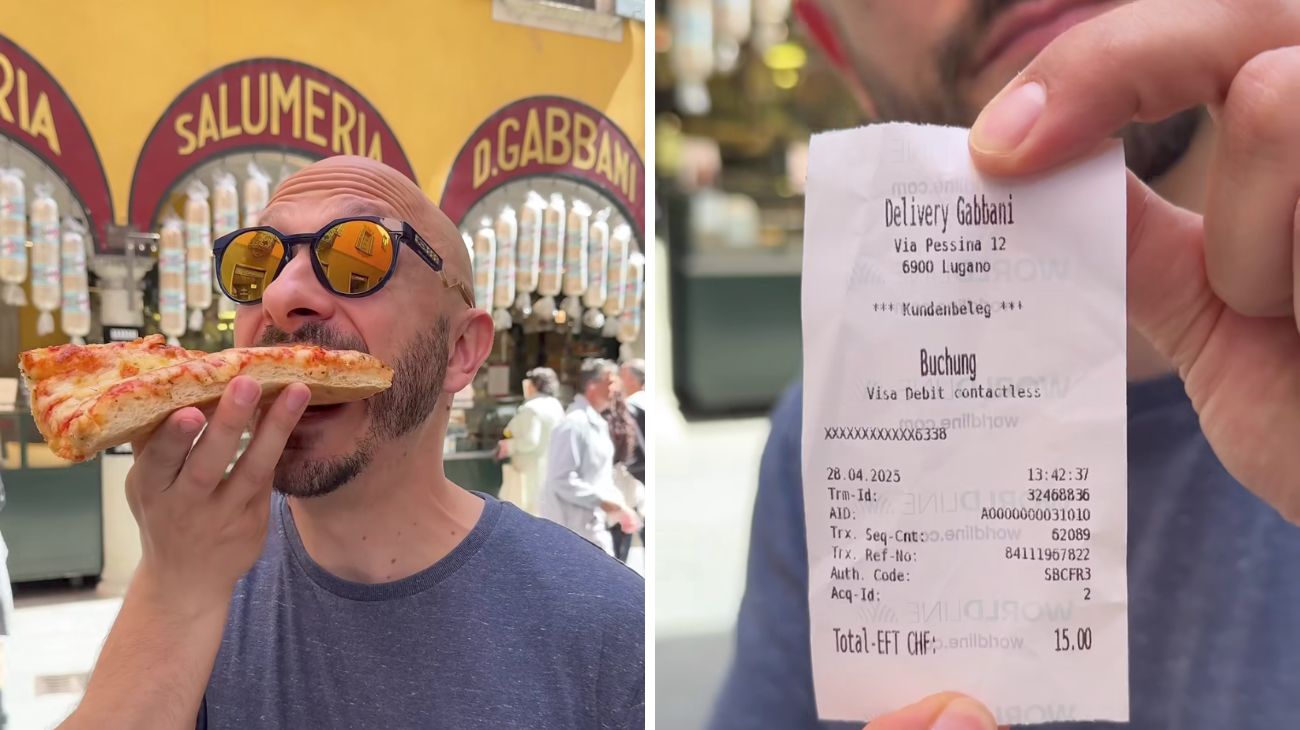 RIA
SALUMERIA
D. GABBANI
Delivery Gabbani
Via Pessina 12
6900 Lugano
*** Kundenbeleg ***
Buchung
Visa Debit contactless
XXXXXXXXXXXX6338
28.04.2025 13:42:37
Trm-Id: 32468836
AID: A0000000031010
Trx. Seq-Cnt: 62089
Trx. Ref-No: 84111967822
Auth. Code: SBCFR3
Acq-Id: 2
Total-EFT CHF: 15.00